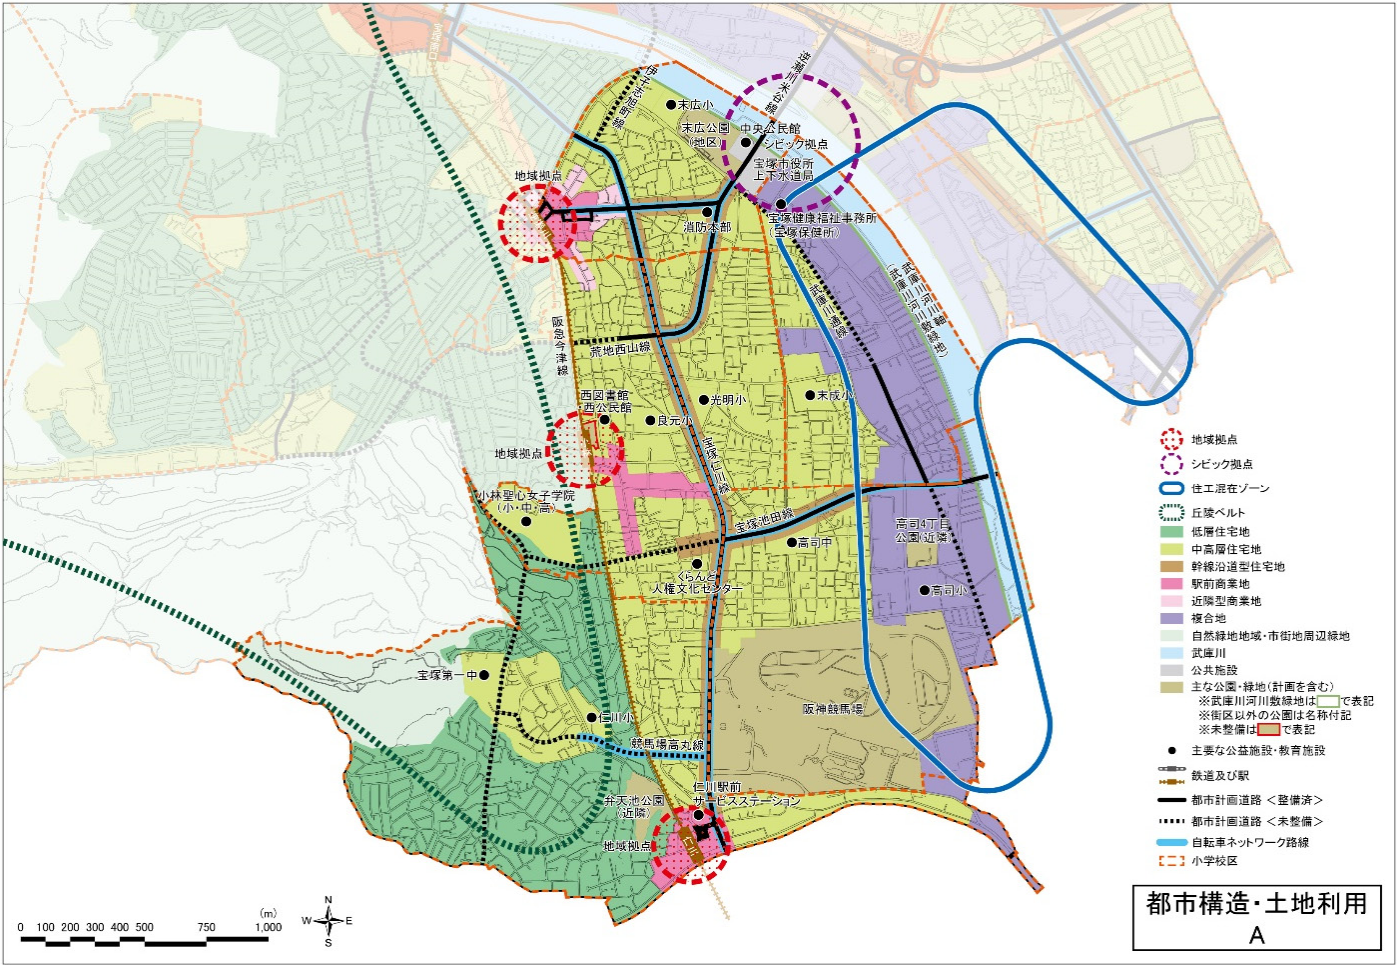 伊子志旭町線
逆瀬川米谷線
末広小
末広公園
(地区)
中央公民館
シビック拠点
宝塚市役所
上下水道局
地域拠点
消防本部
宝塚健康福祉事務所
(宝塚保健所)
武庫川河川軸
(武庫川河川敷緑地)
武庫川通線
阪急今津線
荒地西山線
西図書館
・西公民館
光明小
末成小
良元小
地域拠点
宝塚仁川線
小林聖心女子学院
(小・中・高)
宝塚池田線
高司4丁目
公園(近隣)
高司中
くらんど
人権文化センター
高司小
宝塚第一中
仁川小
阪神競馬場
競馬場高丸線
弁天池公園
(近隣)
仁川駅前
サービスステーション
地域拠点
仁川
地域拠点
シビック拠点
住工混在ゾーン
丘陵ベルト
低層住宅地
中高層住宅地
幹線沿道型住宅地
駅前商業地
近隣型商業地
複合地
自然緑地地域・市街地周辺緑地
武庫川
公共施設
主な公園・緑地(計画を含む)
※武庫川河川敷緑地は で表記
※街区以外の公園は名称付記
※未整備は で表記
主要な公益施設・教育施設
鉄道及び駅
都市計画道路 <整備済>
都市計画道路 <未整備>
自転車ネットワーク路線
小学校区
都市構造・土地利用
A
(m)
0 100 200 300 400 500 750 1,000
N
W E
S